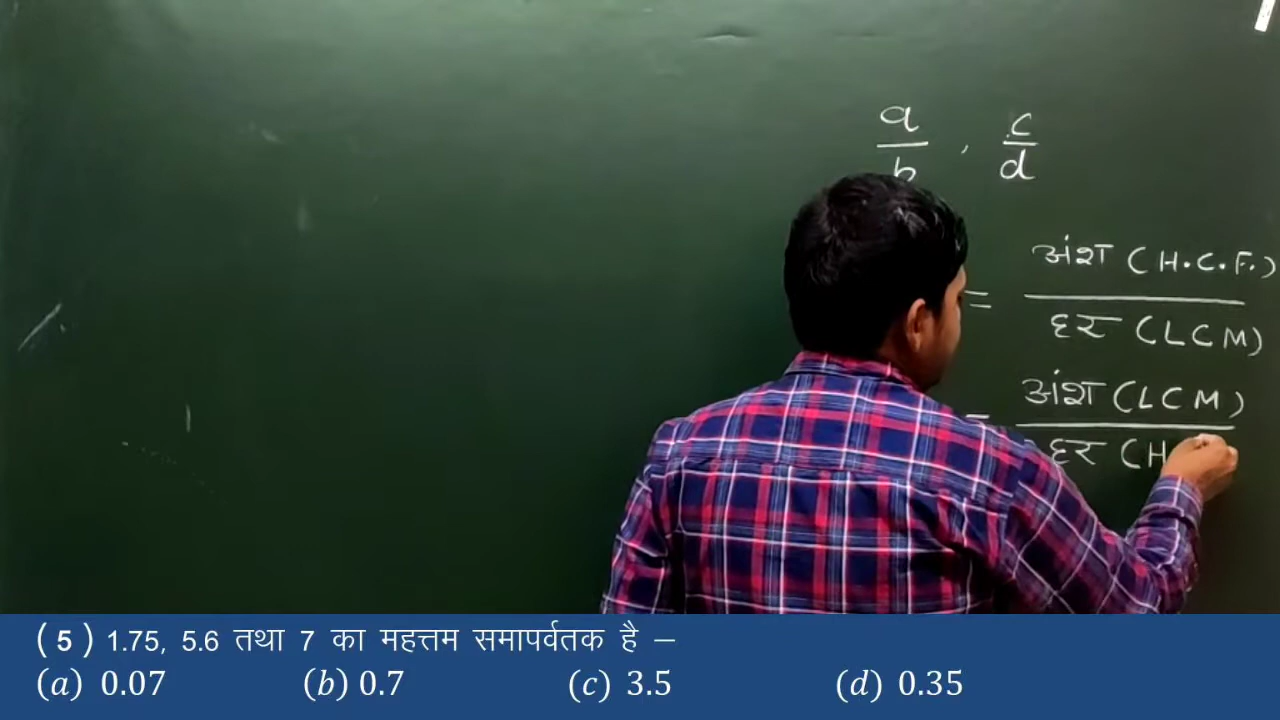 a/b , c/d
= अंश (H.C.F.) / हर (LCM)
= अंश (LCM) / हर (H
( 5 ) 1.75, 5.6 तथा 7 का महत्तम समापर्वतक है –
(a) 0.07 (b) 0.7 (c) 3.5 (d) 0.35